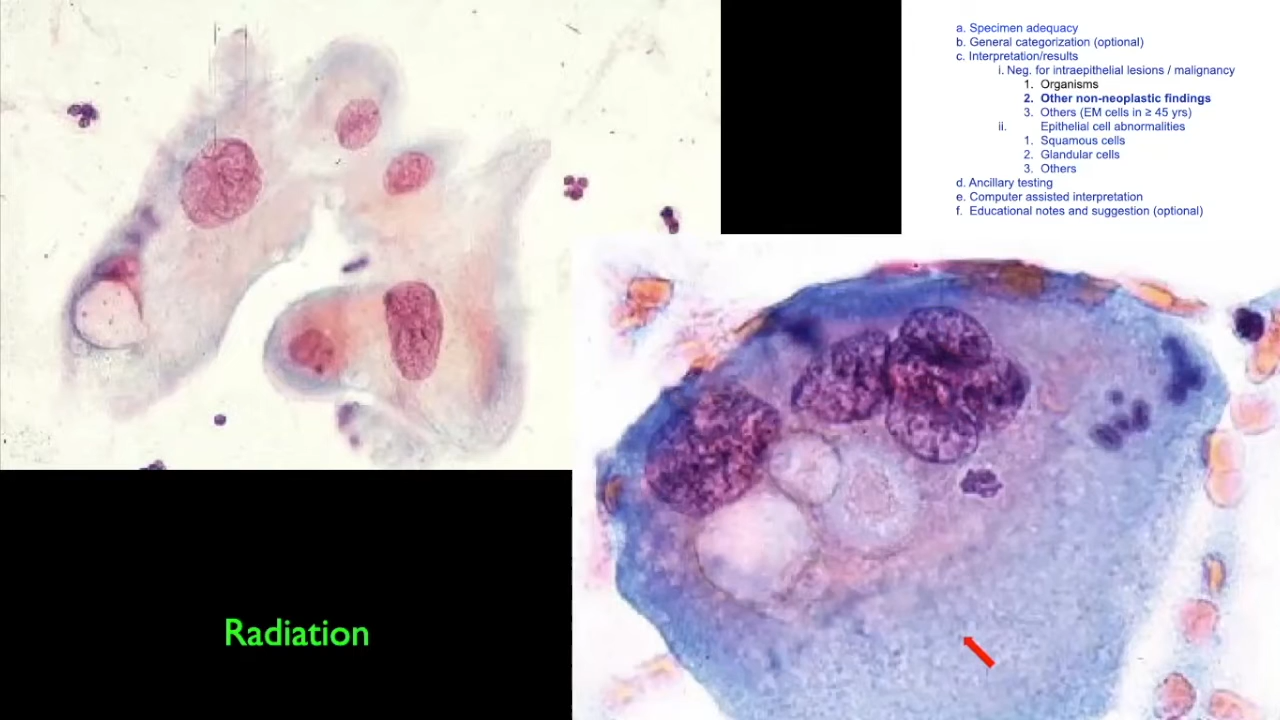 a. Specimen adequacy
b. General categorization (optional)
c. Interpretation/results
i. Neg. for intraepithelial lesions / malignancy
1. Organisms
2. Other non-neoplastic findings
3. Others (EM cells in ≥ 45 yrs)
ii. Epithelial cell abnormalities
1. Squamous cells
2. Glandular cells
3. Others
d. Ancillary testing
e. Computer assisted interpretation
f. Educational notes and suggestion (optional)
Radiation